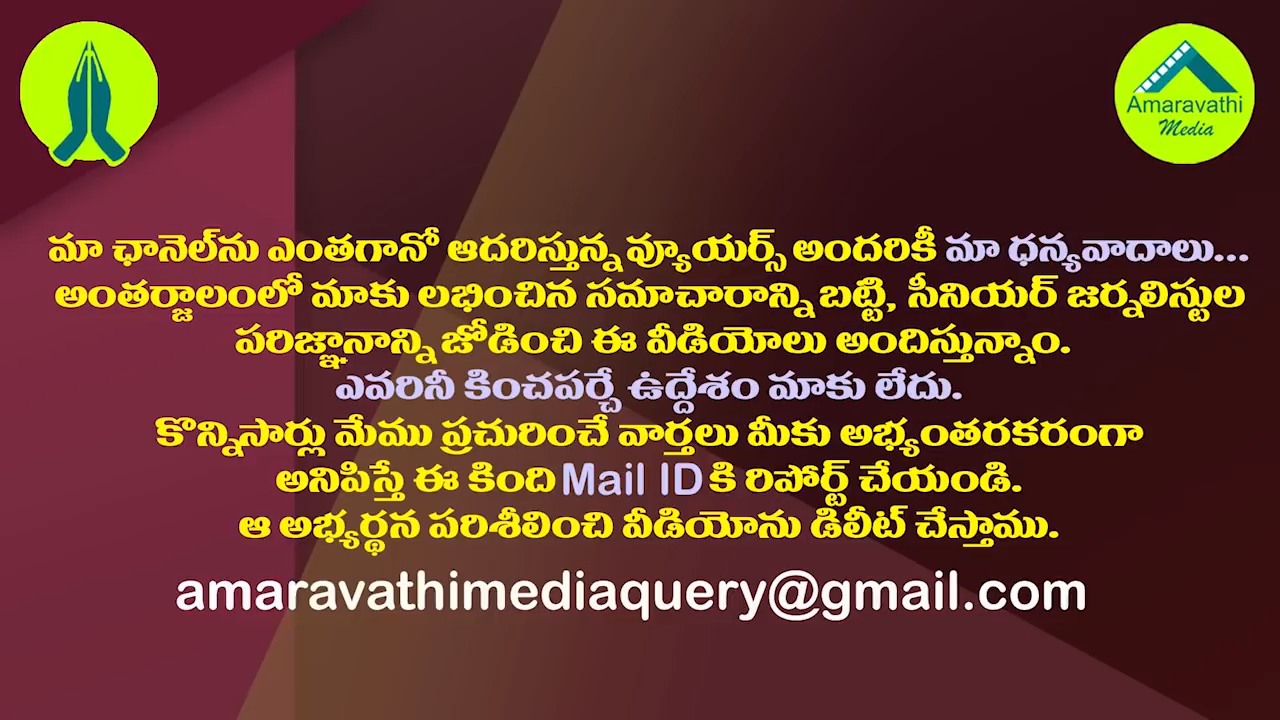 Amaravathi
Media
మా ఛానెల్‌ను ఎంతగానో ఆదరిస్తున్న వ్యూయర్స్ అందరికీ మా ధన్యవాదాలు...
అంతర్జాలంలో మాకు లభించిన సమాచారాన్ని బట్టి, సీనియర్ జర్నలిస్టుల
పరిజ్ఞానాన్ని జోడించి ఈ వీడియోలు అందిస్తున్నాం.
ఎవరినీ కించపర్చే ఉద్దేశం మాకు లేదు.
కొన్నిసార్లు మేము ప్రచురించే వార్తలు మీకు అభ్యంతరకరంగా
అనిపిస్తే ఈ కింది Mail ID కి రిపోర్ట్ చేయండి.
ఆ అభ్యర్థన పరిశీలించి వీడియోను డిలీట్ చేస్తాము.
amaravathimediaquery@gmail.com